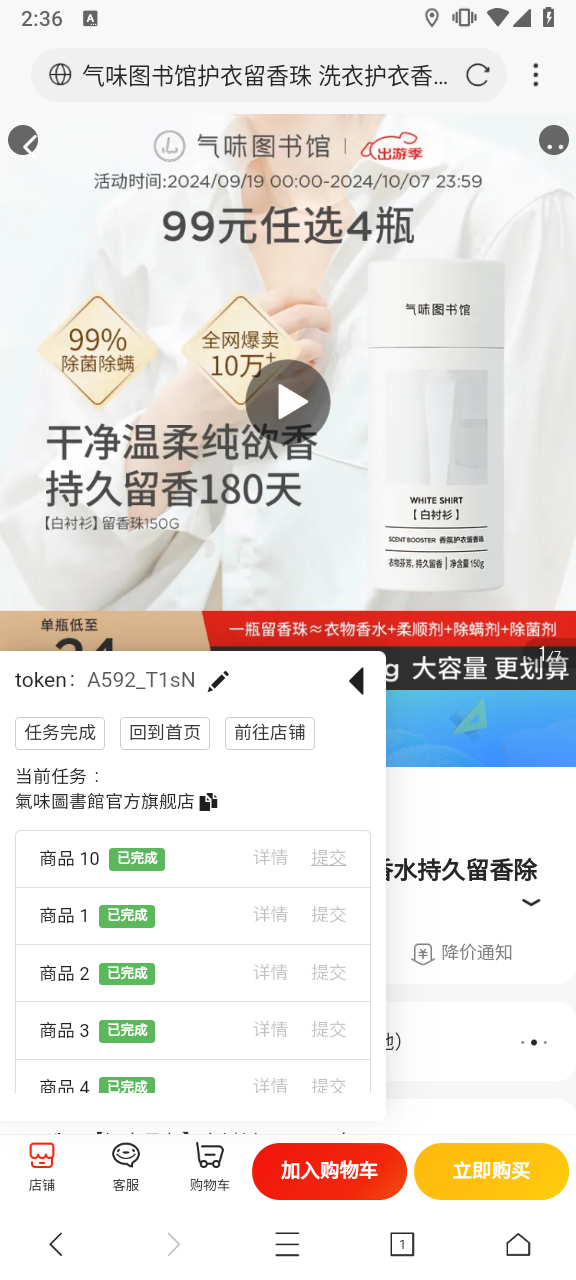 2:36
A
气味图书馆护衣留香珠 洗衣护衣香...
气味图书馆 | 出游季
活动时间:2024/09/19 00:00-2024/10/07 23:59
99元任选4瓶
气味图书馆
99%
除菌除螨
全网爆卖
10万+
干净温柔纯欲香
持久留香180天
【白衬衫】留香珠150G
WHITE SHIRT
【白衬衫】
SCENT BOOSTER 香氛护衣留香珠
衣物芬芳, 持久留香 | 净含量150g
单瓶低至
一瓶留香珠≈衣物香水+柔顺剂+除螨剂+除菌剂
1/7
g 大容量 更划算
token: A592_T1sN
任务完成 回到首页 前往店铺
当前任务：
氣味圖書館官方旗舰店
商品 10 已完成 详情 提交
香水持久留香除
商品 1 已完成 详情 提交
降价通知
商品 2 已完成 详情 提交
商品 3 已完成 详情 提交
商品 4 已完成 详情 提交
店铺 客服 购物车 加入购物车 立即购买
1